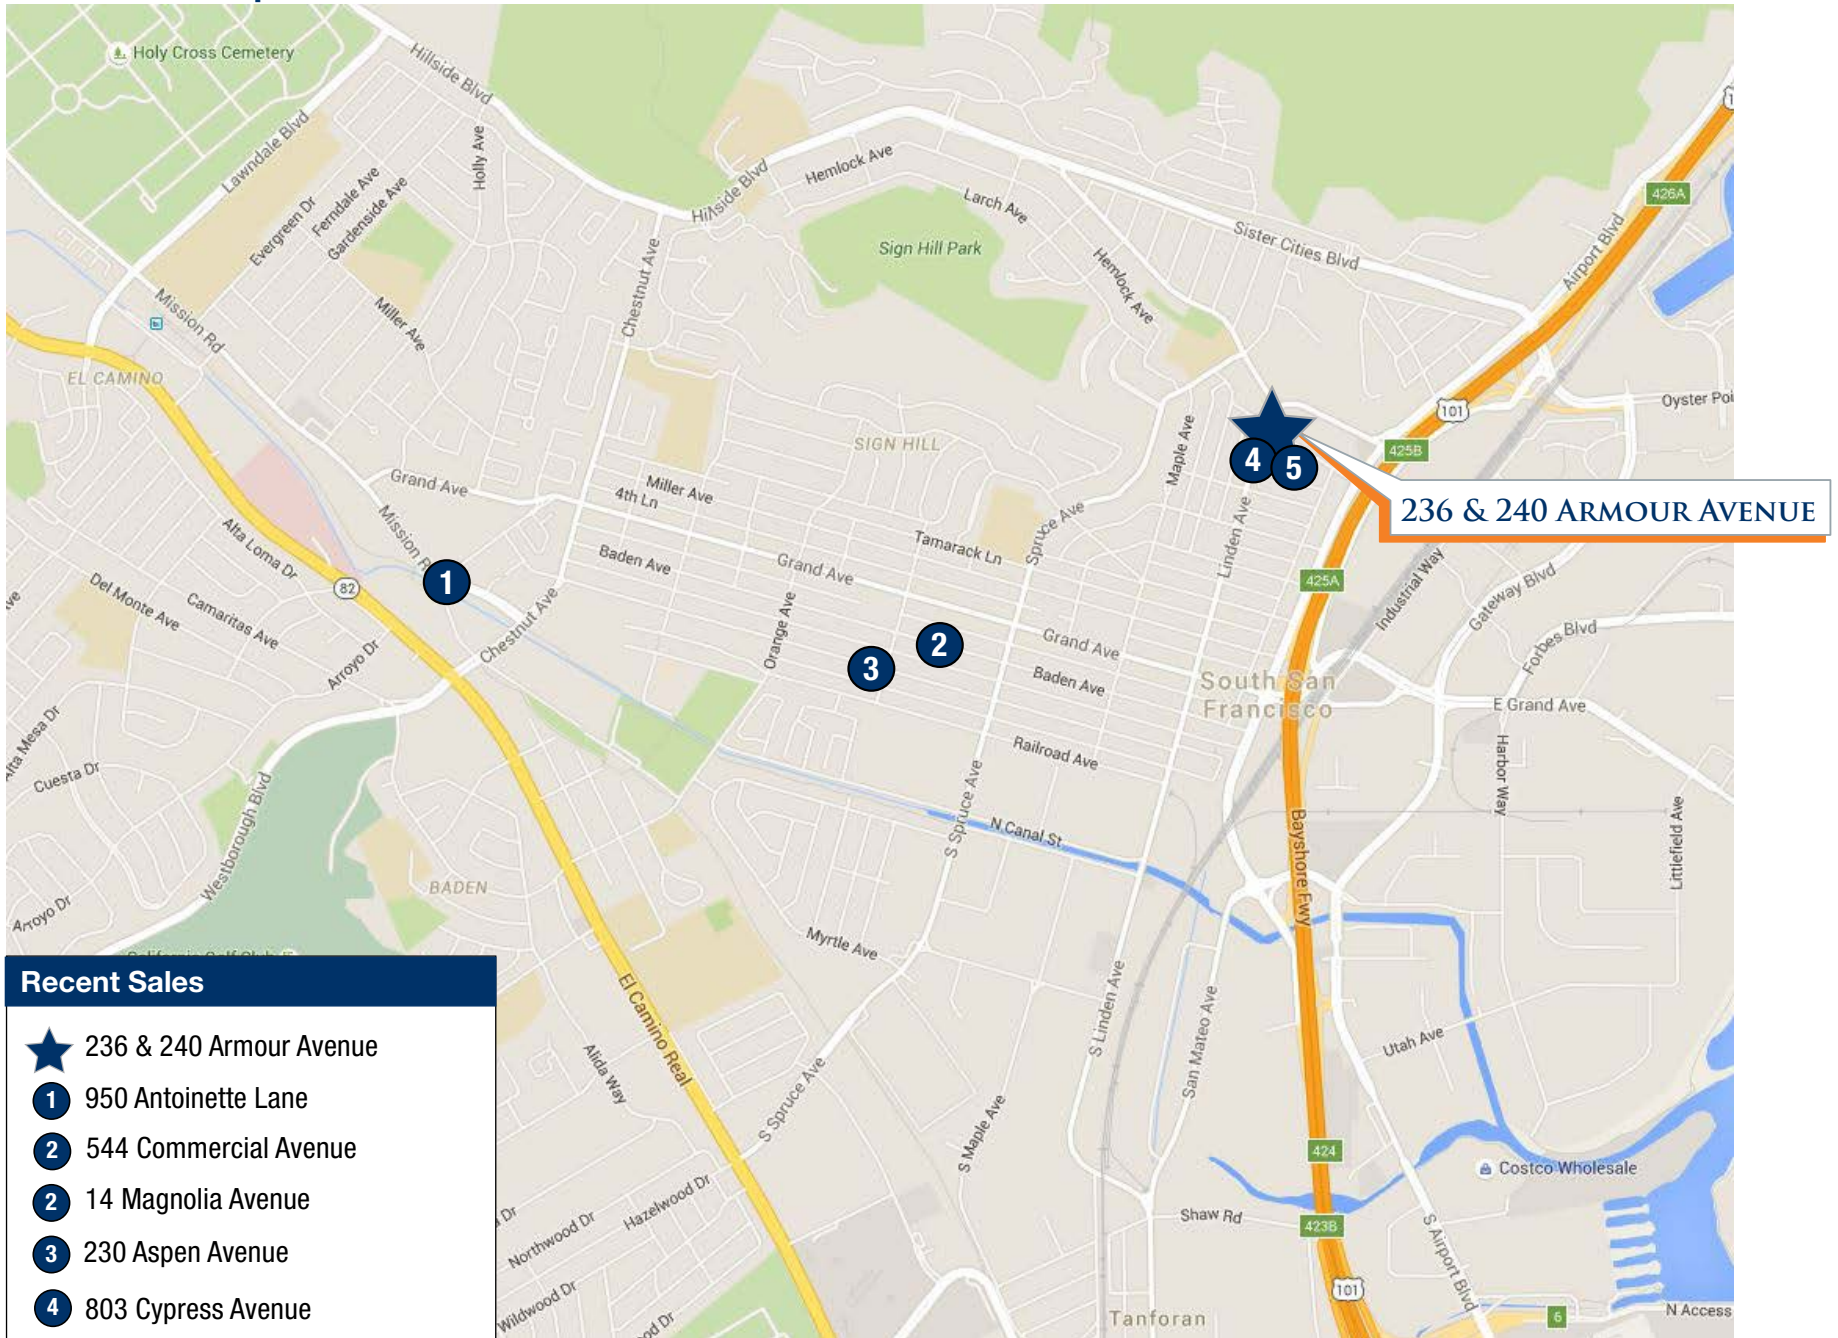 Holy Cross Cemetery
Hillside Blvd
Lawndale Blvd
Holly Ave
Evergreen Dr
Ferndale Ave
Gardenside Ave
Hillside Blvd
Hemlock Ave
Larch Ave
Sign Hill Park
Sister Cities Blvd
Hemlock Ave
Airport Blvd
426A
Chestnut Ave
Mission Rd
Miller Ave
EL CAMINO
101
Oyster
SIGN HILL
Maple Ave
4
5
425B
236 & 240 ARMOUR AVENUE
Grand Ave
Miller Ave
4th Ln
Mission
Alta Loma Dr
Spruce Ave
Linden Ave
Tamarack Ln
Baden Ave
Grand Ave
425A
Industrial Way
Gateway Blvd
Forbes Blvd
1
82
Del Monte Ave
Camaritas Ave
Arroyo Dr
Chestnut Ave
Orange Ave
2
3
Grand Ave
Baden Ave
South San
Francisco
E Grand Ave
Alta Mesa Dr
Cuesta Dr
Railroad Ave
Harbor Way
Littlefield Ave
Westborough Blvd
S Spruce Ave
N Canal St
Bayshore Fwy
BADEN
Arroyo Dr
Myrtle Ave
El Camino Real
S Linden Ave
San Mateo Ave
Utah Ave
Alida Way
S Spruce Ave
S Maple Ave
424
Costco Wholesale
Hazelwood Dr
Northwood Dr
Dr
Wildwood Dr
Shaw Rd
423B
S Airport Blvd
101
6
N Access
Tanforan
Recent Sales
236 & 240 Armour Avenue
1 950 Antoinette Lane
2 544 Commercial Avenue
2 14 Magnolia Avenue
3 230 Aspen Avenue
4 803 Cypress Avenue